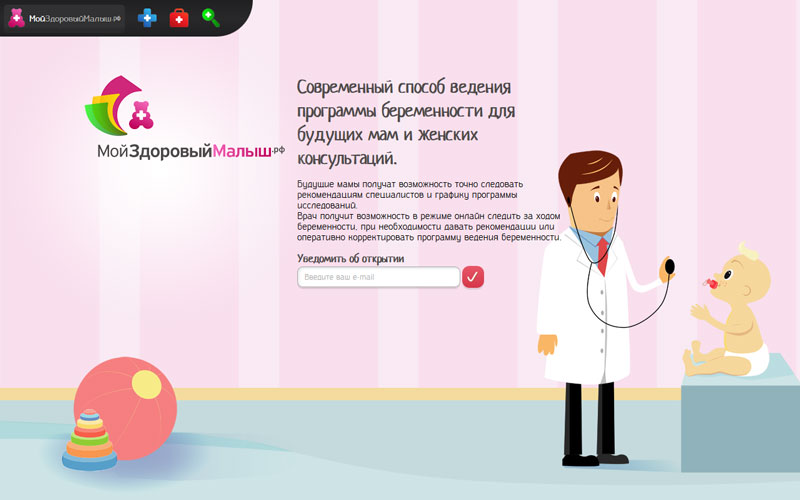 МойЗдоровыйМалыш.рф
МойЗдоровыйМалыш.рф
Современный способ ведения
программы беременности для
будущих мам и женских
консультаций.
Будущие мамы получат возможность точно следовать
рекомендациям специалистов и графику программы
исследований.
Врач получит возможность в режиме онлайн следить за ходом
беременности, при необходимости давать рекомендации или
оперативно корректировать программу ведения беременности.
Уведомить об открытии
Введите ваш e-mail